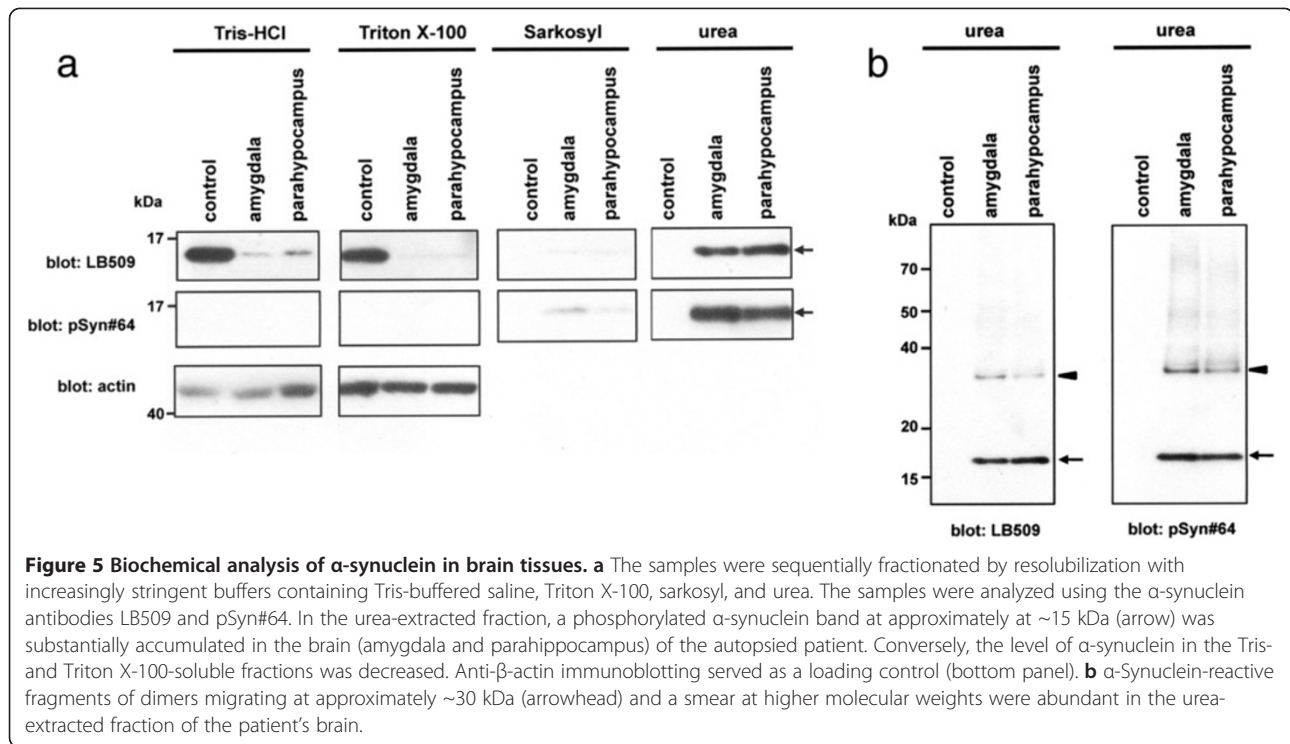 a
Tris-HCl Triton X-100 Sarkosyl urea
control amygdala parahypocampus control amygdala parahypocampus control amygdala parahypocampus control amygdala parahypocampus
kDa
17
blot: LB509
17
blot: pSyn#64
blot: actin
40
b
urea urea
control amygdala parahypocampus control amygdala parahypocampus
kDa
70
50
40
20
15
blot: LB509 blot: pSyn#64
Figure 5 Biochemical analysis of α-synuclein in brain tissues. a The samples were sequentially fractionated by resolubilization with
increasingly stringent buffers containing Tris-buffered saline, Triton X-100, sarkosyl, and urea. The samples were analyzed using the α-synuclein
antibodies LB509 and pSyn#64. In the urea-extracted fraction, a phosphorylated α-synuclein band at approximately at ~15 kDa (arrow) was
substantially accumulated in the brain (amygdala and parahippocampus) of the autopsied patient. Conversely, the level of α-synuclein in the Tris-
and Triton X-100-soluble fractions was decreased. Anti-β-actin immunoblotting served as a loading control (bottom panel). b α-Synuclein-reactive
fragments of dimers migrating at approximately ~30 kDa (arrowhead) and a smear at higher molecular weights were abundant in the urea-
extracted fraction of the patient's brain.